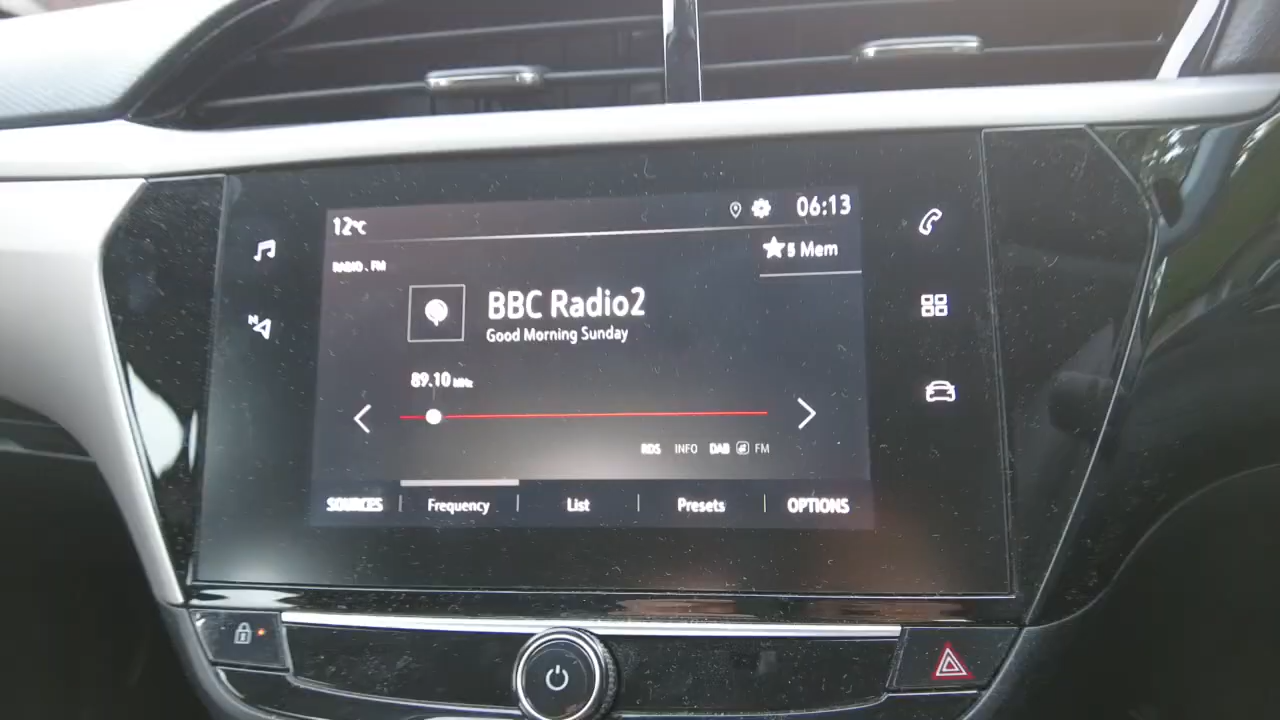 12°C
06:13
5 Mem
RADIO . FM
BBC Radio2
Good Morning Sunday
89.10 MHz
RDS INFO DAB FM
SOURCES Frequency List Presets OPTIONS
N